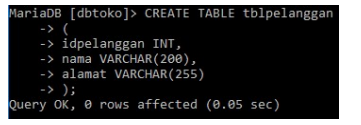 MariaDB [dbtoko]> CREATE TABLE tblpelanggan
-> (
-> idpelanggan INT,
-> nama VARCHAR(200),
-> alamat VARCHAR(255)
-> );
Query OK, 0 rows affected (0.05 sec)